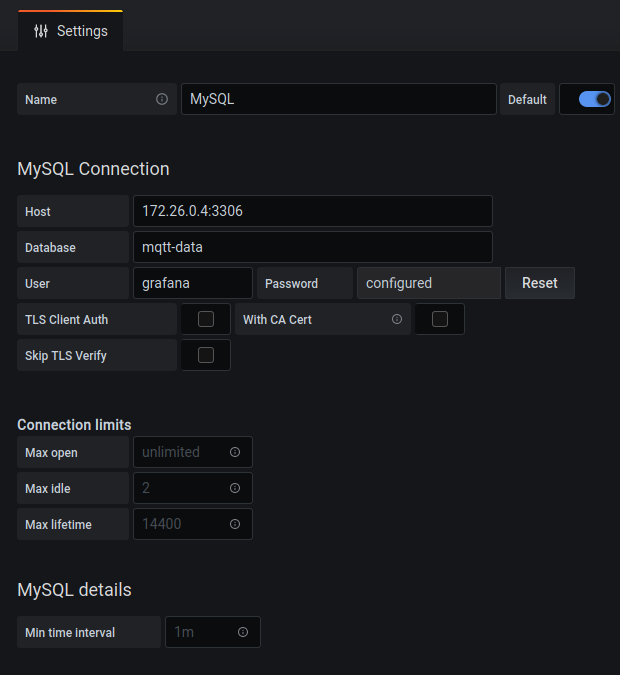 Settings
Name MySQL Default
MySQL Connection
Host 172.26.0.4:3306
Database mqtt-data
User grafana Password configured Reset
TLS Client Auth With CA Cert
Skip TLS Verify
Connection limits
Max open unlimited
Max idle 2
Max lifetime 14400
MySQL details
Min time interval 1m